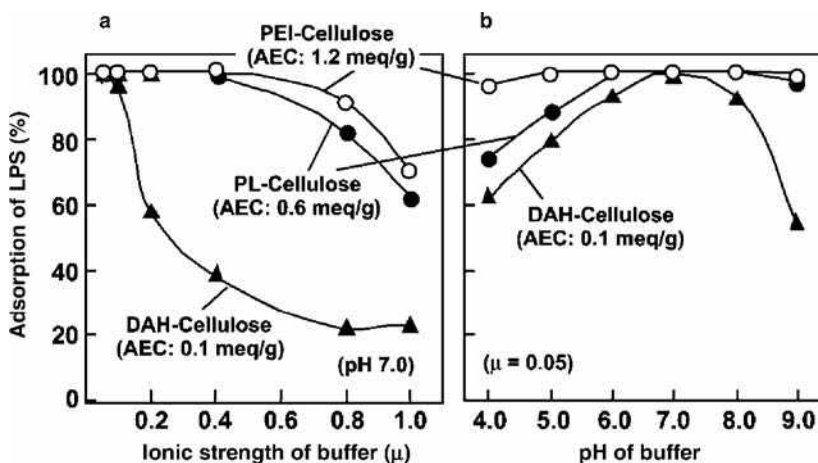 a
b
PEI-Cellulose
(AEC: 1.2 meq/g)
PL-Cellulose
(AEC: 0.6 meq/g)
DAH-Cellulose
(AEC: 0.1 meq/g)
(pH 7.0)
DAH-Cellulose
(AEC: 0.1 meq/g)
(μ = 0.05)
Adsorption of LPS (%)
100
80
60
40
20
0
0.2 0.4 0.6 0.8 1.0
Ionic strength of buffer (μ)
4.0 5.0 6.0 7.0 8.0 9.0
pH of buffer